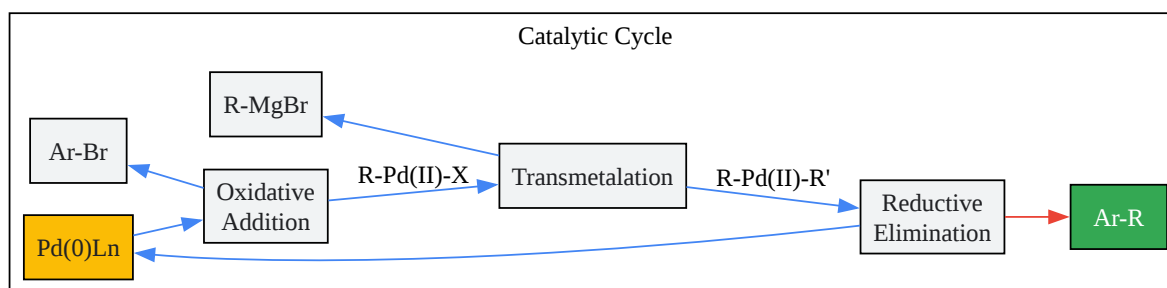 Catalytic Cycle
R-MgBr
Ar-Br
Oxidative
Addition
R-Pd(II)-X
Transmetalation
R-Pd(II)-R'
Reductive
Elimination
Ar-R
Pd(0)Ln